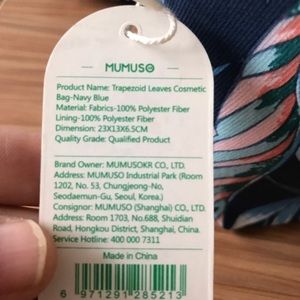 MUMUSO
Product Name: Trapezoid Leaves Cosmetic
Bag-Navy Blue
Material: Fabrics-100% Polyester Fiber
Lining-100% Polyester Fiber
Dimension: 23X13X6.5CM
Quality Grade: Qualified Product
Brand Owner: MUMUSOKR CO., LTD.
Address: MUMUSO Industrial Park (Room
1202, No. 53, Chungjeong-No,
Seodaemun-Gu, Seoul, Korea.)
Consignor: MUMUSO (Shanghai) CO., LTD.
Address: Room 1703, No.688, Shuidian
Road, Hongkou District, Shanghai, China.
Service Hotline: 400 000 7311
Made in China
6 971291 285213